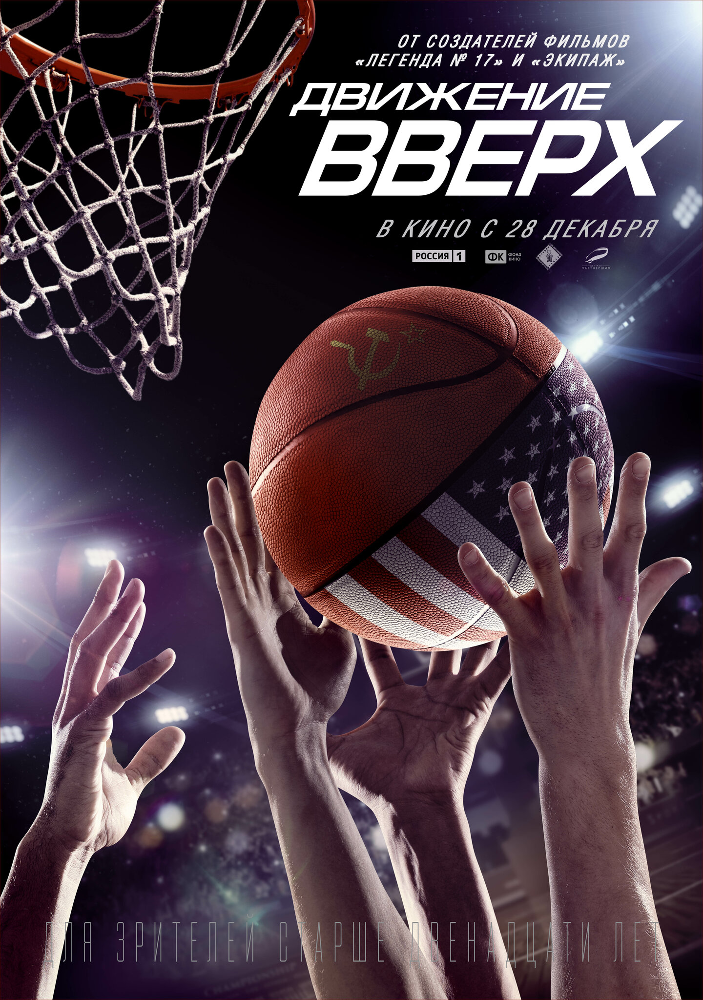 ОТ СОЗДАТЕЛЕЙ ФИЛЬМОВ
«ЛЕГЕНДА № 17» И «ЭКИПАЖ»
ДВИЖЕНИЕ
ВВЕРХ
В КИНО С 28 ДЕКАБРЯ
РОССИЯ 1
ФК ФОНД
КИНО
ЦЕНТРАЛ
ПАРТНЕРШИП
ДЛЯ ЗРИТЕЛЕЙ СТАРШЕ ДВЕНАДЦАТИ ЛЕТ
CHAMPIONSHIP